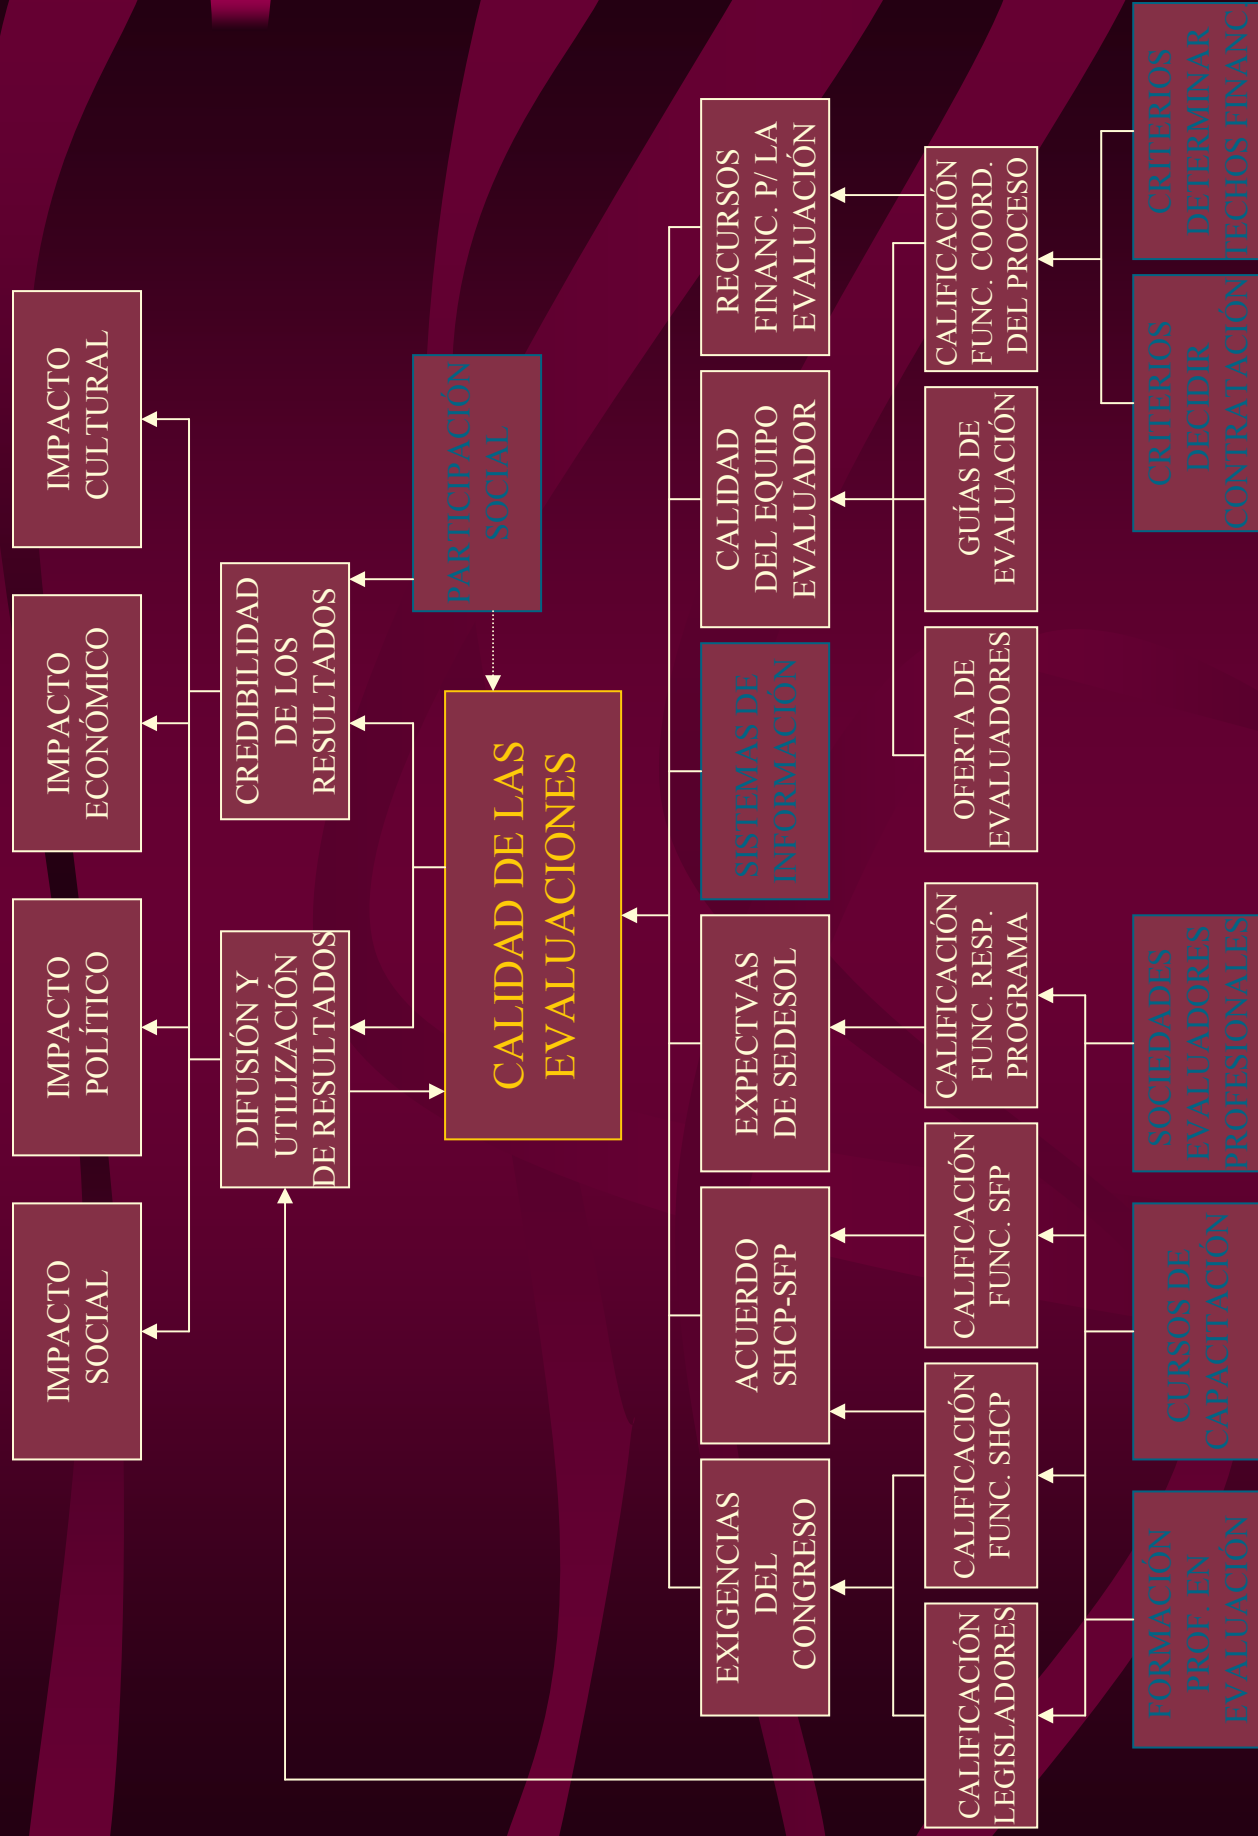 IMPACTO
SOCIAL
IMPACTO
POLÍTICO
IMPACTO
ECONÓMICO
IMPACTO
CULTURAL
DIFUSIÓN Y
UTILIZACIÓN
DE RESULTADOS
CREDIBILIDAD
DE LOS
RESULTADOS
PARTICIPACIÓN
SOCIAL
CALIDAD DE LAS
EVALUACIONES
EXIGENCIAS
DEL
CONGRESO
ACUERDO
SHCP-SFP
EXPECTVAS
DE SEDESOL
SISTEMAS DE
INFORMACIÓN
CALIDAD
DEL EQUIPO
EVALUADOR
RECURSOS
FINANC. P/ LA
EVALUACIÓN
CALIFICACIÓN
LEGISLADORES
CALIFICACIÓN
FUNC. SHCP
CALIFICACIÓN
FUNC. SFP
CALIFICACIÓN
FUNC. RESP.
PROGRAMA
OFERTA DE
EVALUADORES
GUÍAS DE
EVALUACIÓN
CALIFICACIÓN
FUNC. COORD.
DEL PROCESO
FORMACIÓN
PROF. EN
EVALUACIÓN
CURSOS DE
CAPACITACIÓN
SOCIEDADES
EVALUADORES
PROFESIONALES
CRITERIOS
DECIDIR
CONTRATACIÓN
CRITERIOS
DETERMINAR
TECHOS FINANC.